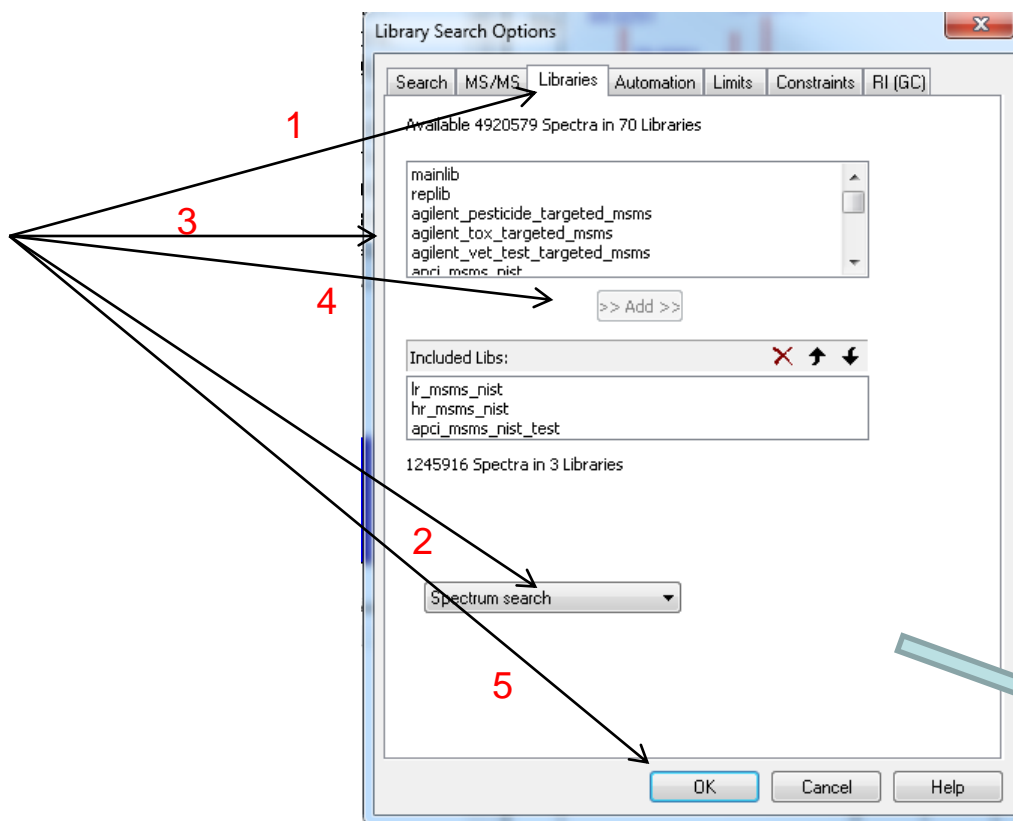 Library Search Options
x
Search MS/MS Libraries Automation Limits Constraints RI (GC)
1
Available 4920579 Spectra in 70 Libraries
mainlib
replib
agilent_pesticide_targeted_msms
3
agilent_tox_targeted_msms
agilent_vet_test_targeted_msms
apci_msms_nist
4
>> Add >>
Included Libs:
lr_msms_nist
hr_msms_nist
apci_msms_nist_test
1245916 Spectra in 3 Libraries
2
Spectrum search
5
OK Cancel Help